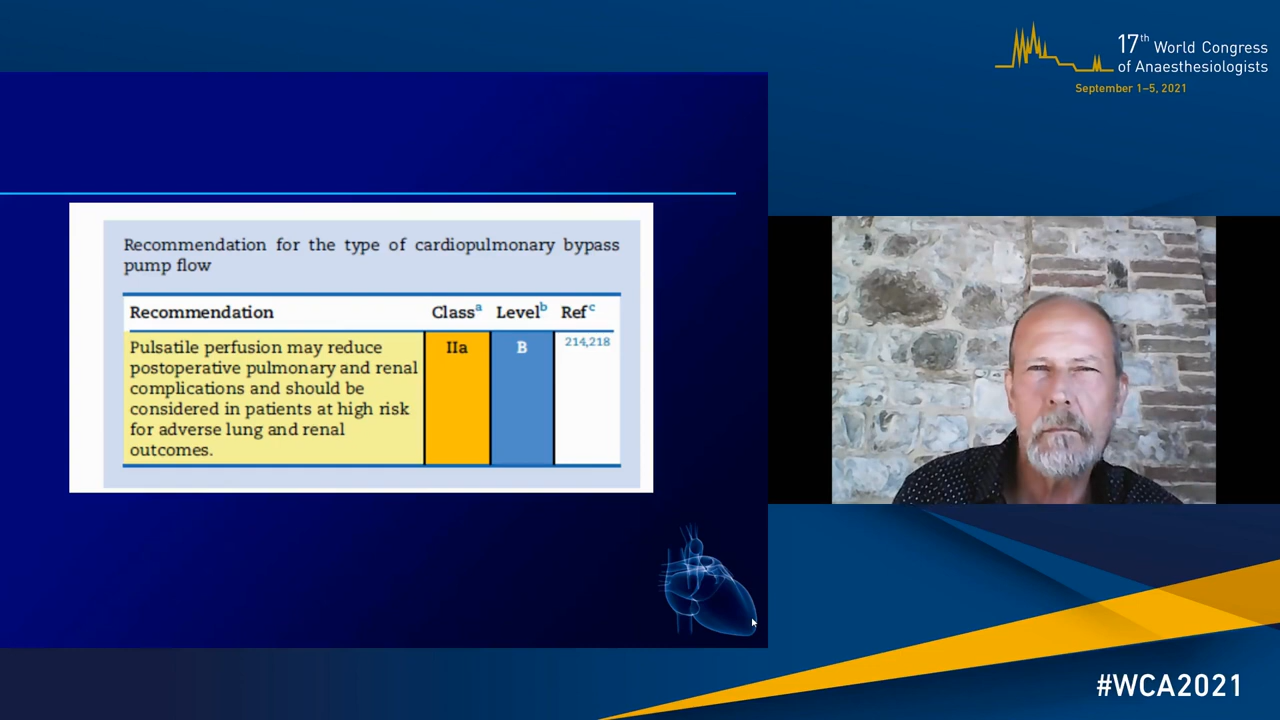 17th World Congress
of Anaesthesiologists
September 1–5, 2021
Recommendation for the type of cardiopulmonary bypass
pump flow
Recommendation Classa Levelb Refc
Pulsatile perfusion may reduce IIa B 214,218
postoperative pulmonary and renal
complications and should be
considered in patients at high risk
for adverse lung and renal
outcomes.
#WCA2021